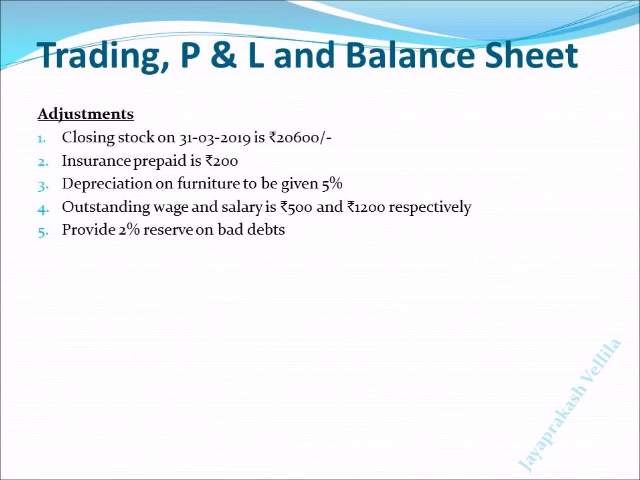 Trading, P & L and Balance Sheet
Adjustments
1. Closing stock on 31-03-2019 is ₹20600/-
2. Insurance prepaid is ₹200
3. Depreciation on furniture to be given 5%
4. Outstanding wage and salary is ₹500 and ₹1200 respectively
5. Provide 2% reserve on bad debts
Jayaprakash Vellila